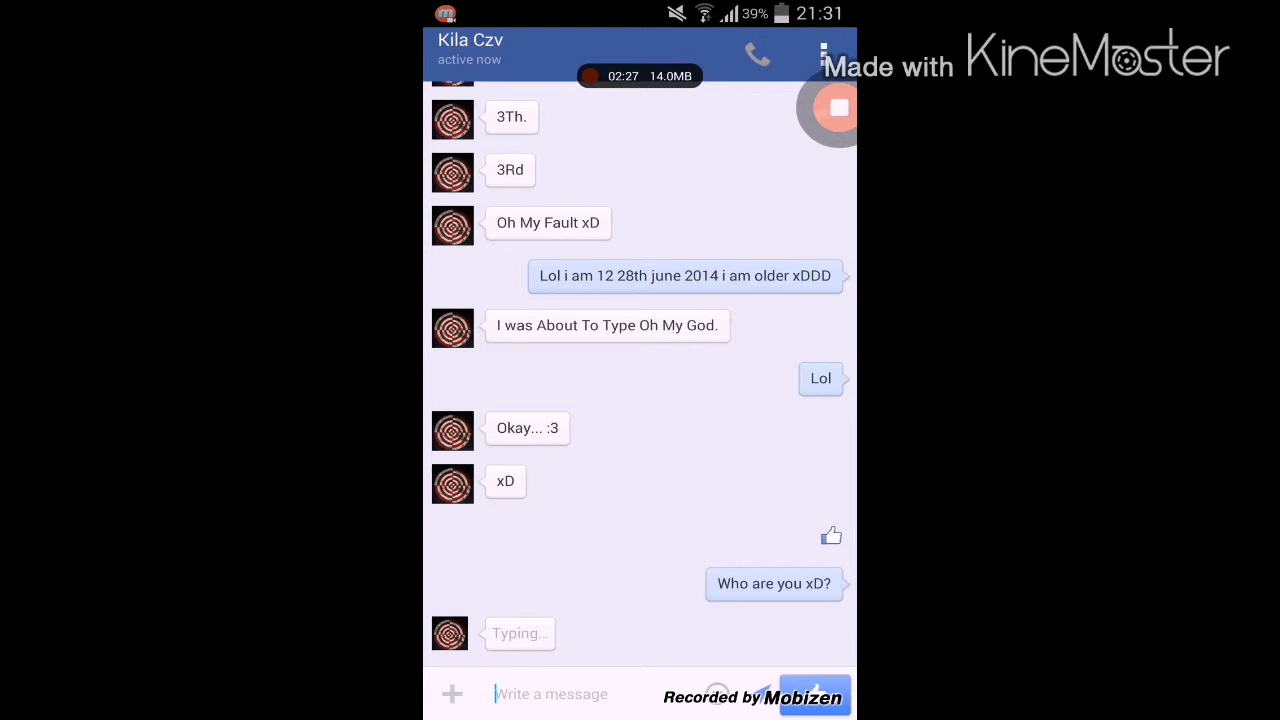 39% 21:31
Kila Czv
active now
Made with KineMaster
02:27 14.0MB
3Th.
3Rd
Oh My Fault xD
Lol i am 12 28th june 2014 i am older xDDD
I was About To Type Oh My God.
Lol
Okay... :3
xD
Who are you xD?
Typing...
Write a message
Recorded by Mobizen